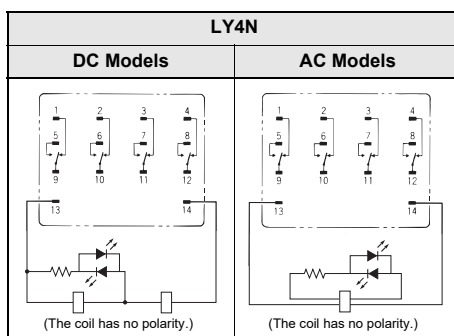 LY4N
DC Models AC Models
1 2 3 4 1 2 3 4
5 6 7 8 5 6 7 8
9 10 11 12 9 10 11 12
13 14 13 14
(The coil has no polarity.) (The coil has no polarity.)